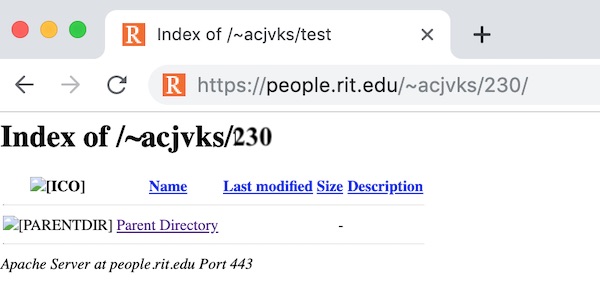 R Index of /~acjvks/test
R https://people.rit.edu/~acjvks/230/
Index of /~acjvks/230
[ICO] Name Last modified Size Description
[PARENTDIR] Parent Directory -
Apache Server at people.rit.edu Port 443